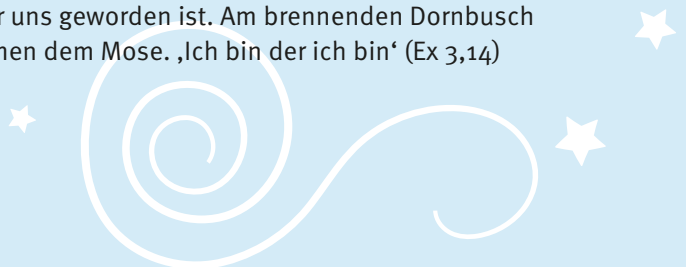 r uns geworden ist. Am brennenden Dornbusch
nen dem Mose. ‚Ich bin der ich bin‘ (Ex 3,14)